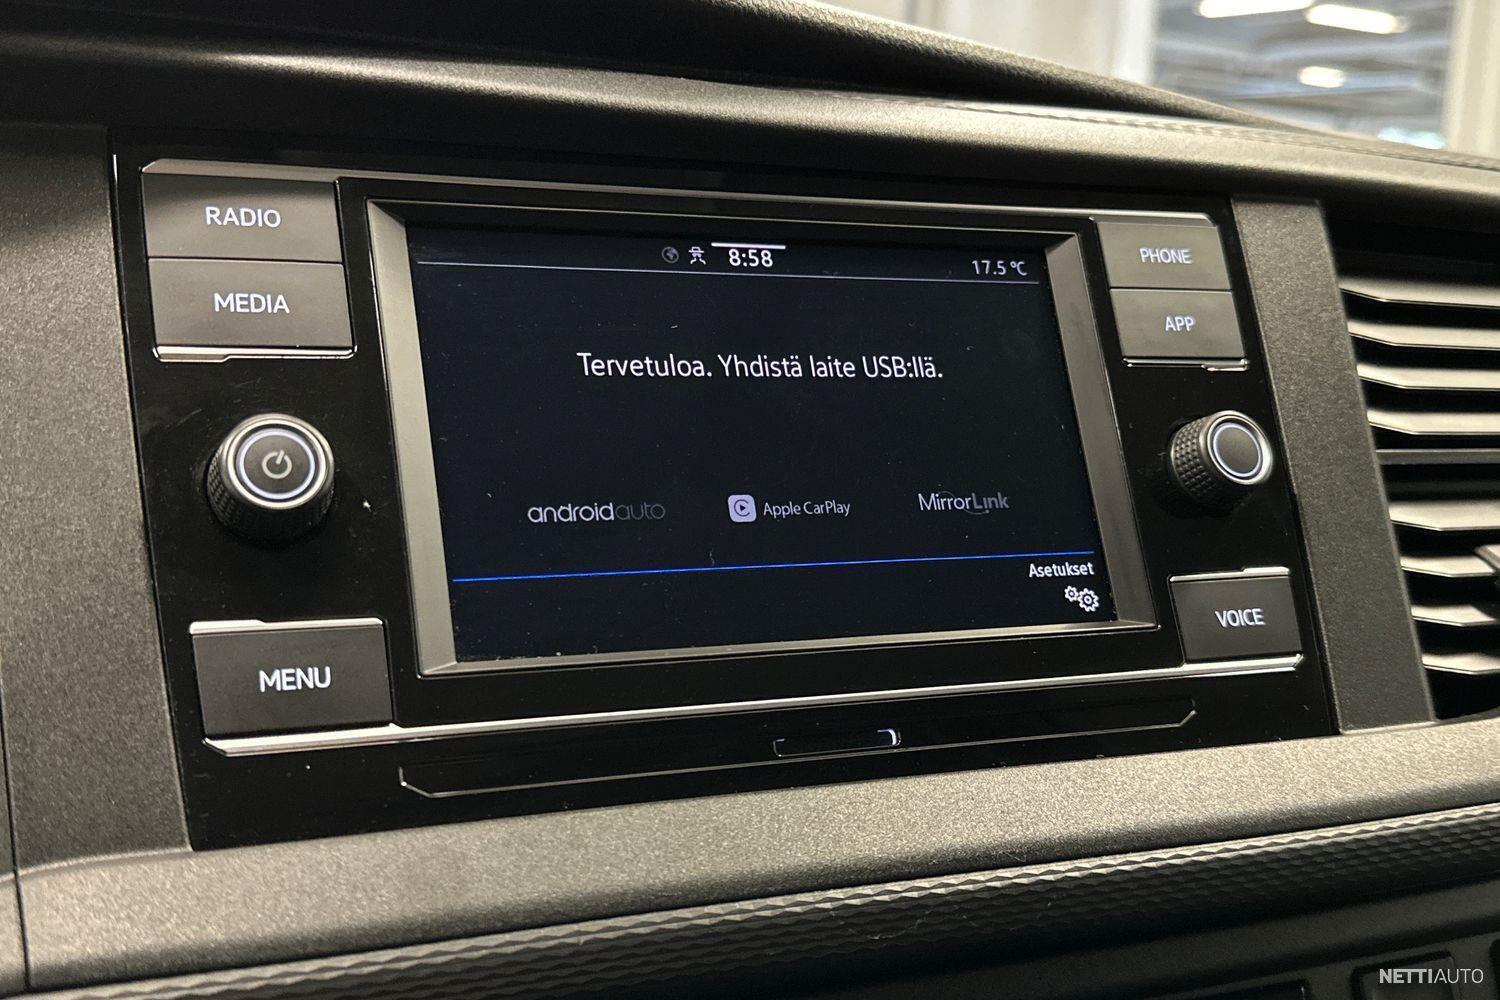 RADIO
MEDIA
8:58
17.5 °C
PHONE
APP
Tervetuloa. Yhdistä laite USB:llä.
androidauto
Apple CarPlay
MirrorLink
Asetukset
MENU
VOICE
NETTIAUTO